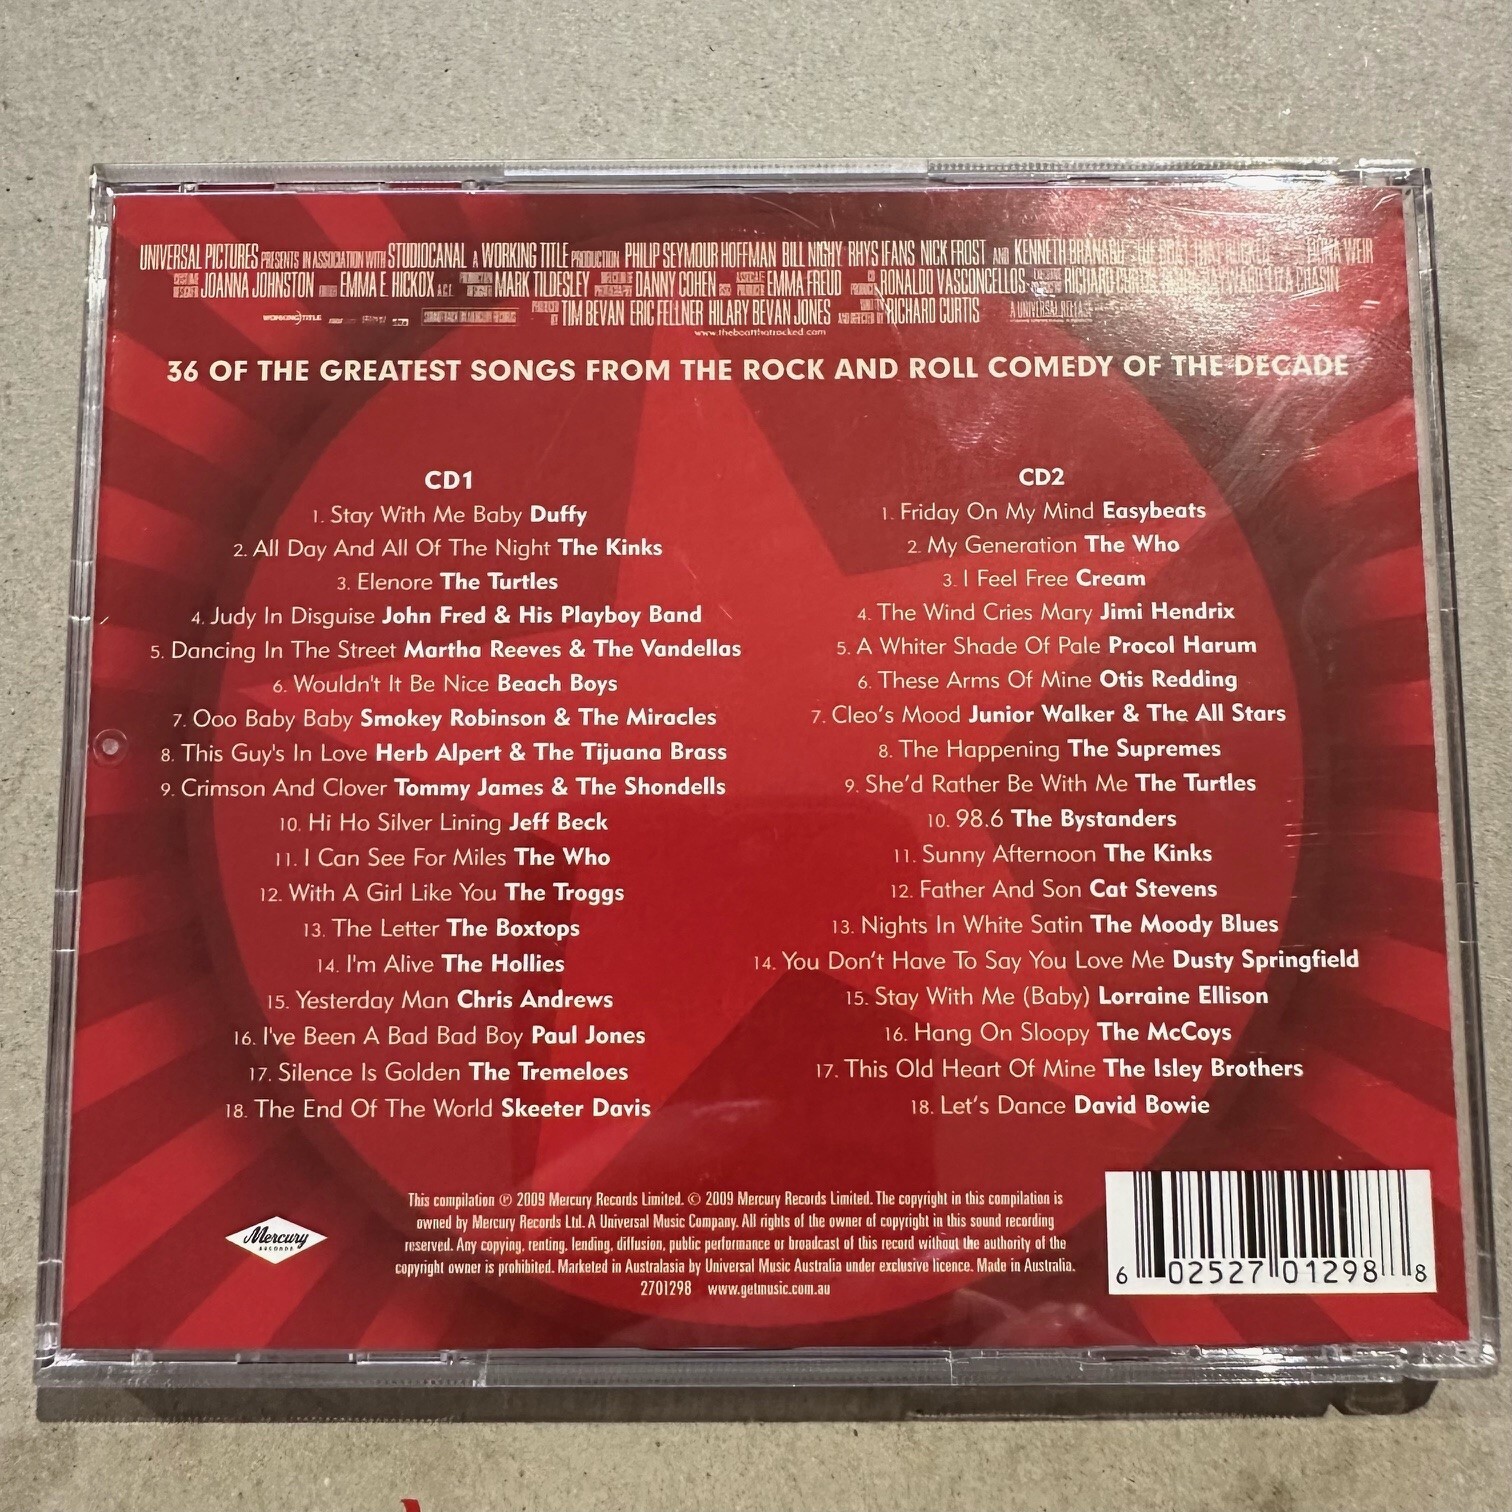 UNIVERSAL PICTURES PRESENTS IN ASSOCIATION WITH STUDIOCANAL A WORKING TITLE PRODUCTION PHILIP SEYMOUR HOFFMAN BILL NIGHY RHYS IFANS NICK FROST AND KENNETH BRANAGH THE BOAT THAT ROCKED FIONA WEIR
JOANNA JOHNSTON EMMA E. HICKOX A.C.E. MARK TILDESLEY DANNY COHEN BSC EMMA FREUD RONALDO VASCONCELLOS RICHARD CURTIS LIZA CHASIN
PRODUCED BY TIM BEVAN ERIC FELLNER HILARY BEVAN JONES RICHARD CURTIS A UNIVERSAL RELEASE
WORKING TITLE
www.theboatthatrocked.com
36 OF THE GREATEST SONGS FROM THE ROCK AND ROLL COMEDY OF THE DECADE
CD1
1. Stay With Me Baby Duffy
2. All Day And All Of The Night The Kinks
3. Elenore The Turtles
4. Judy In Disguise John Fred & His Playboy Band
5. Dancing In The Street Martha Reeves & The Vandellas
6. Wouldn't It Be Nice Beach Boys
7. Ooo Baby Baby Smokey Robinson & The Miracles
8. This Guy's In Love Herb Alpert & The Tijuana Brass
9. Crimson And Clover Tommy James & The Shondells
10. Hi Ho Silver Lining Jeff Beck
11. I Can See For Miles The Who
12. With A Girl Like You The Troggs
13. The Letter The Boxtops
14. I'm Alive The Hollies
15. Yesterday Man Chris Andrews
16. I've Been A Bad Bad Boy Paul Jones
17. Silence Is Golden The Tremeloes
18. The End Of The World Skeeter Davis
CD2
1. Friday On My Mind Easybeats
2. My Generation The Who
3. I Feel Free Cream
4. The Wind Cries Mary Jimi Hendrix
5. A Whiter Shade Of Pale Procol Harum
6. These Arms Of Mine Otis Redding
7. Cleo's Mood Junior Walker & The All Stars
8. The Happening The Supremes
9. She'd Rather Be With Me The Turtles
10. 98.6 The Bystanders
11. Sunny Afternoon The Kinks
12. Father And Son Cat Stevens
13. Nights In White Satin The Moody Blues
14. You Don't Have To Say You Love Me Dusty Springfield
15. Stay With Me (Baby) Lorraine Ellison
16. Hang On Sloopy The McCoys
17. This Old Heart Of Mine The Isley Brothers
18. Let's Dance David Bowie
Mercury
RECORDS
This compilation ℗ 2009 Mercury Records Limited. © 2009 Mercury Records Limited. The copyright in this compilation is
owned by Mercury Records Ltd. A Universal Music Company. All rights of the owner of copyright in this sound recording
reserved. Any copying, renting, lending, diffusion, public performance or broadcast of this record without the authority of the
copyright owner is prohibited. Marketed in Australasia by Universal Music Australia under exclusive licence. Made in Australia.
2701298 www.getmusic.com.au
6 02527 01298 8